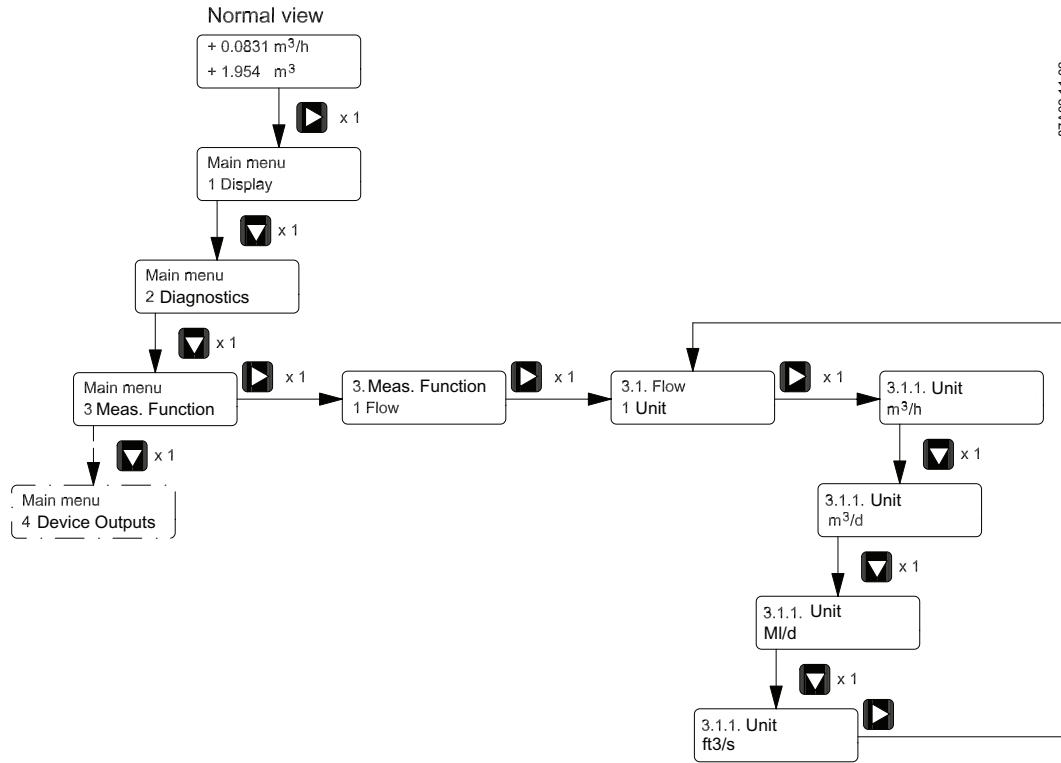 Normal view
+ 0.0831 m³/h
+ 1.954 m³
x 1
Main menu
1 Display
x 1
Main menu
2 Diagnostics
x 1
Main menu
3 Meas. Function
x 1
3. Meas. Function
1 Flow
x 1
3.1. Flow
1 Unit
x 1
3.1.1. Unit
m³/h
x 1
Main menu
4 Device Outputs
x 1
3.1.1. Unit
m³/d
x 1
3.1.1. Unit
Ml/d
x 1
3.1.1. Unit
ft3/s